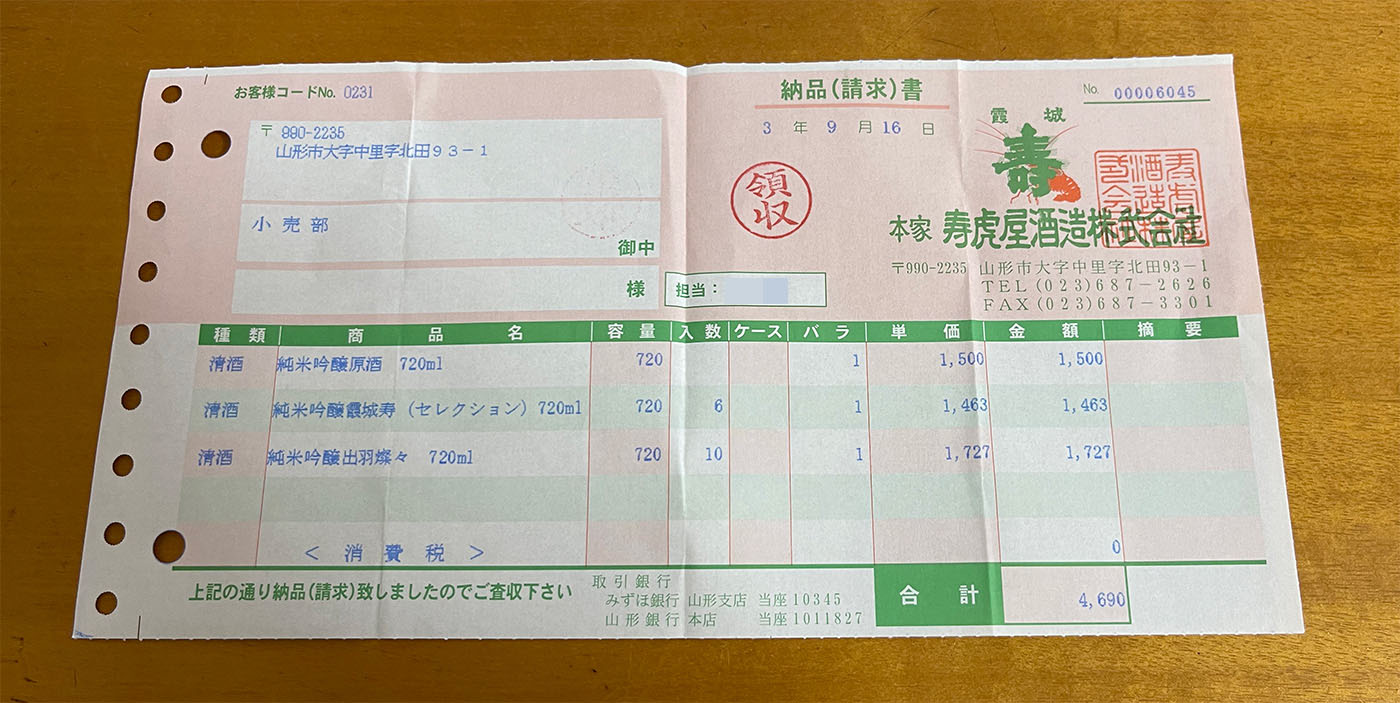 お客様コードNo. 0231
納品(請求)書
No. 00006045
3 年 9 月 16 日
〒 990-2235
山形市大字中里字北田93-1
小売部
御中
様
領収
担当:
霞城
寿
本家 寿虎屋酒造株式会社
寿虎屋酒造株式会社
〒990-2235 山形市大字中里字北田93-1
TEL (023)687-2626
FAX (023)687-3301
種類 商品名 容量 入数 ケース バラ 単価 金額 摘要
清酒 純米吟醸原酒 720ml 720 1 1,500 1,500
清酒 純米吟醸霞城寿(セレクション)720ml 720 6 1 1,463 1,463
清酒 純米吟醸出羽燦々 720ml 720 10 1 1,727 1,727
< 消費税 > 0
上記の通り納品(請求)致しましたのでご査収下さい
取引銀行
みずほ銀行 山形支店 当座10345
山形銀行 本店 当座1011827
合計 4,690